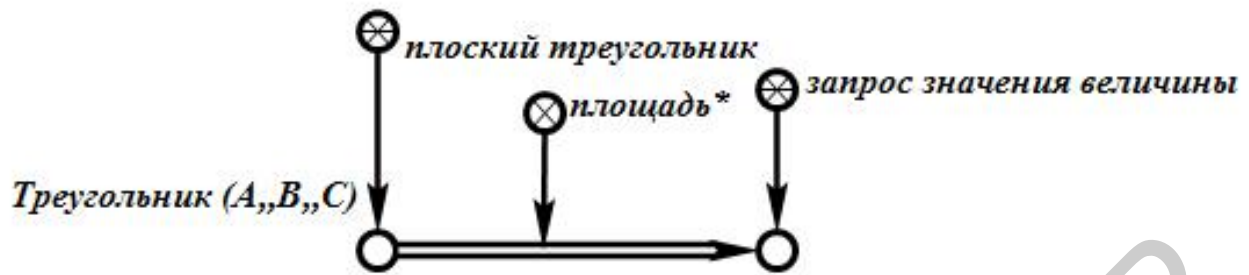 плоский треугольник
запрос значения величины
площадь*
Треугольник (A,,B,,C)